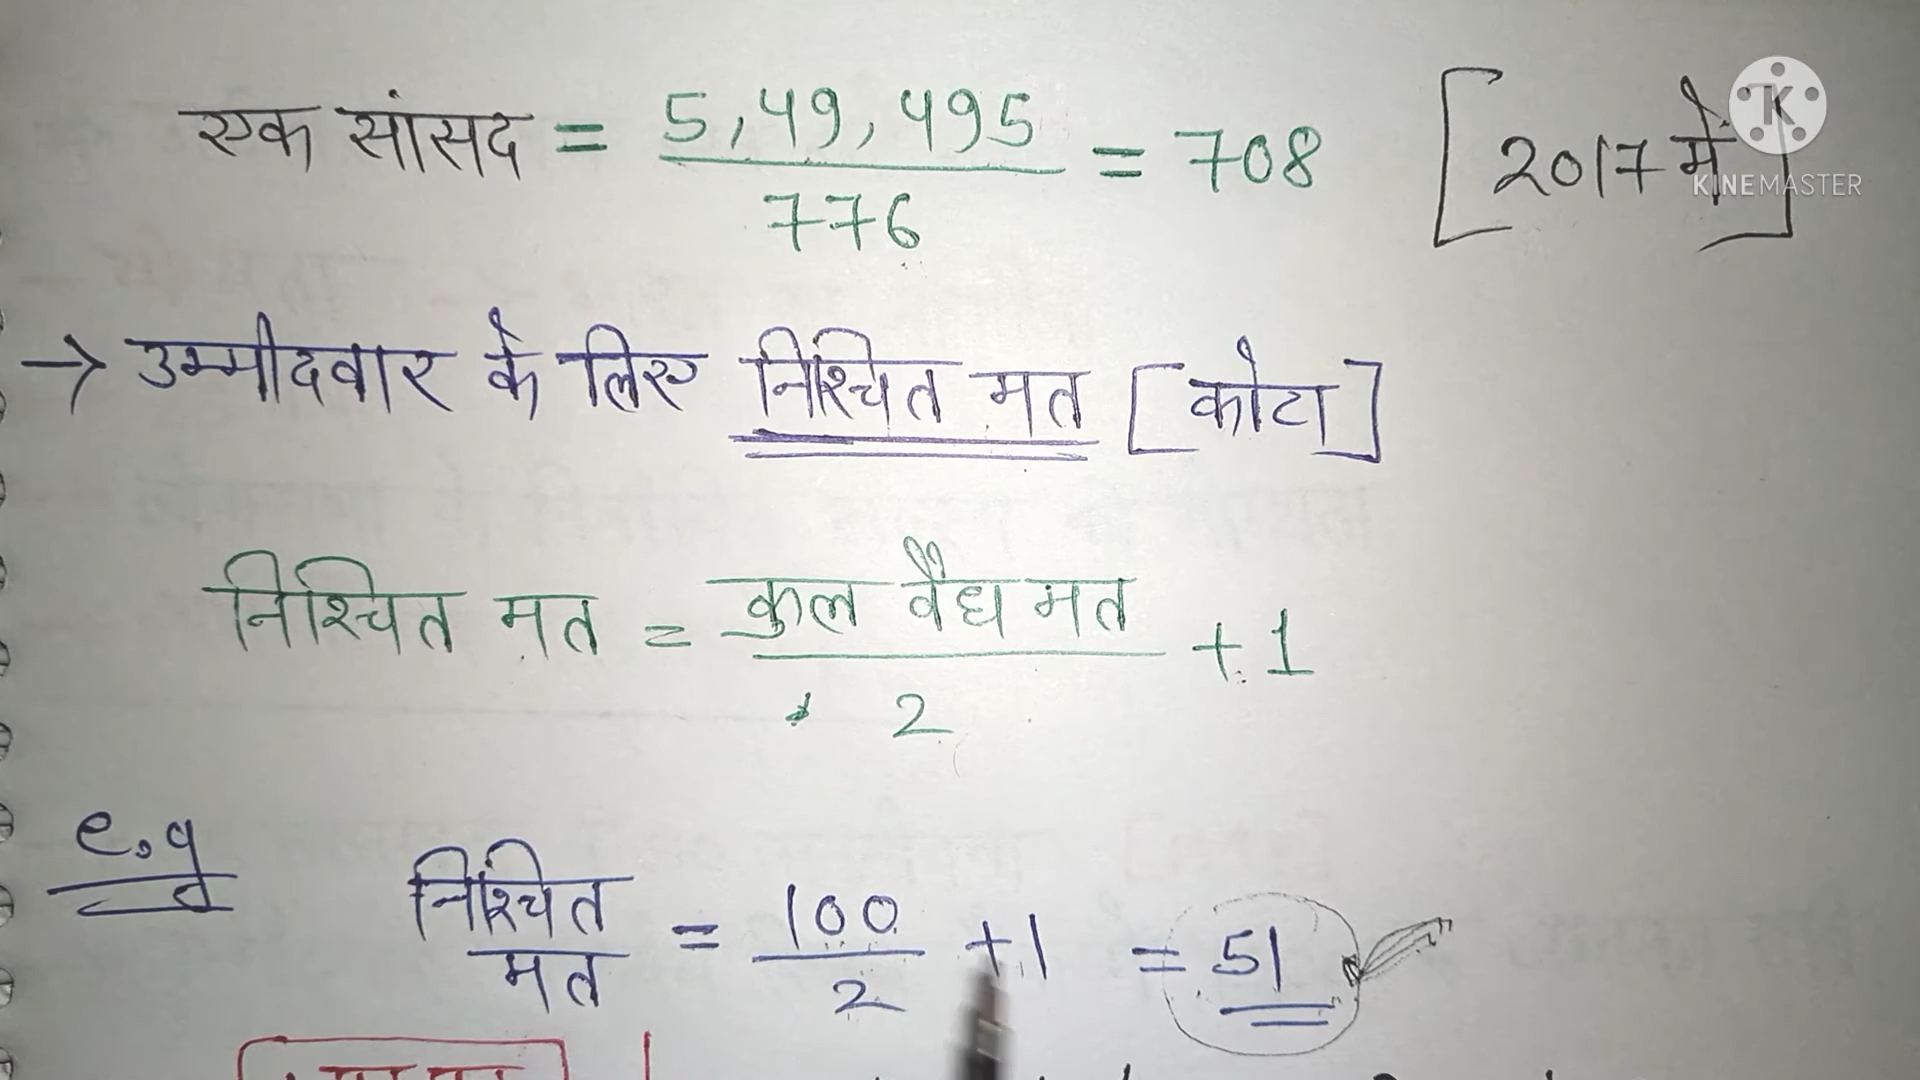 एक सांसद = 5,49,495 / 776 = 708 [2017 में]
KINEMASTER
→ उम्मीदवार के लिए निश्चित मत [कोटा]
निश्चित मत = कुल वैध मत / 2 + 1
e.g निश्चित मत = 100 / 2 + 1 = 51